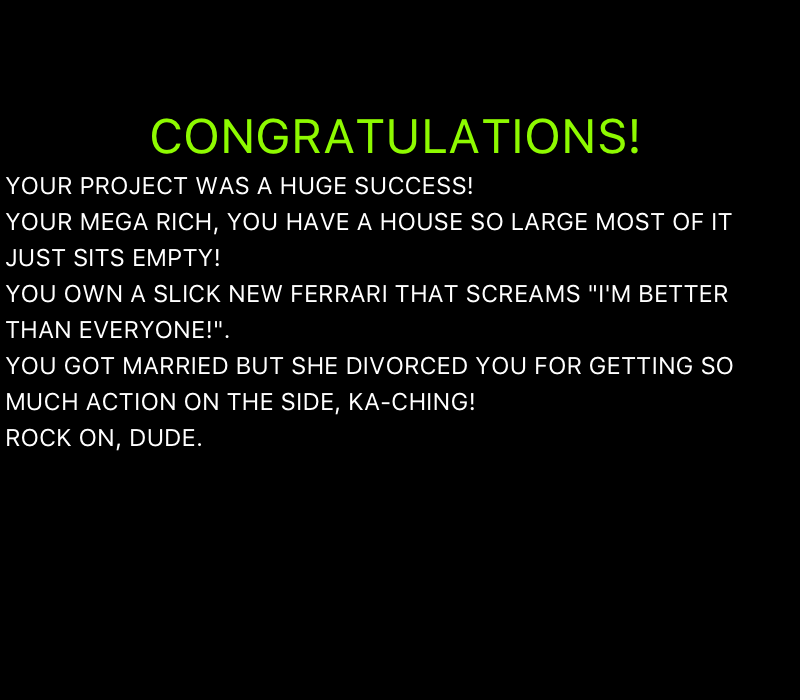 CONGRATULATIONS!
YOUR PROJECT WAS A HUGE SUCCESS!
YOUR MEGA RICH, YOU HAVE A HOUSE SO LARGE MOST OF IT
JUST SITS EMPTY!
YOU OWN A SLICK NEW FERRARI THAT SCREAMS "I'M BETTER
THAN EVERYONE!".
YOU GOT MARRIED BUT SHE DIVORCED YOU FOR GETTING SO
MUCH ACTION ON THE SIDE, KA-CHING!
ROCK ON, DUDE.